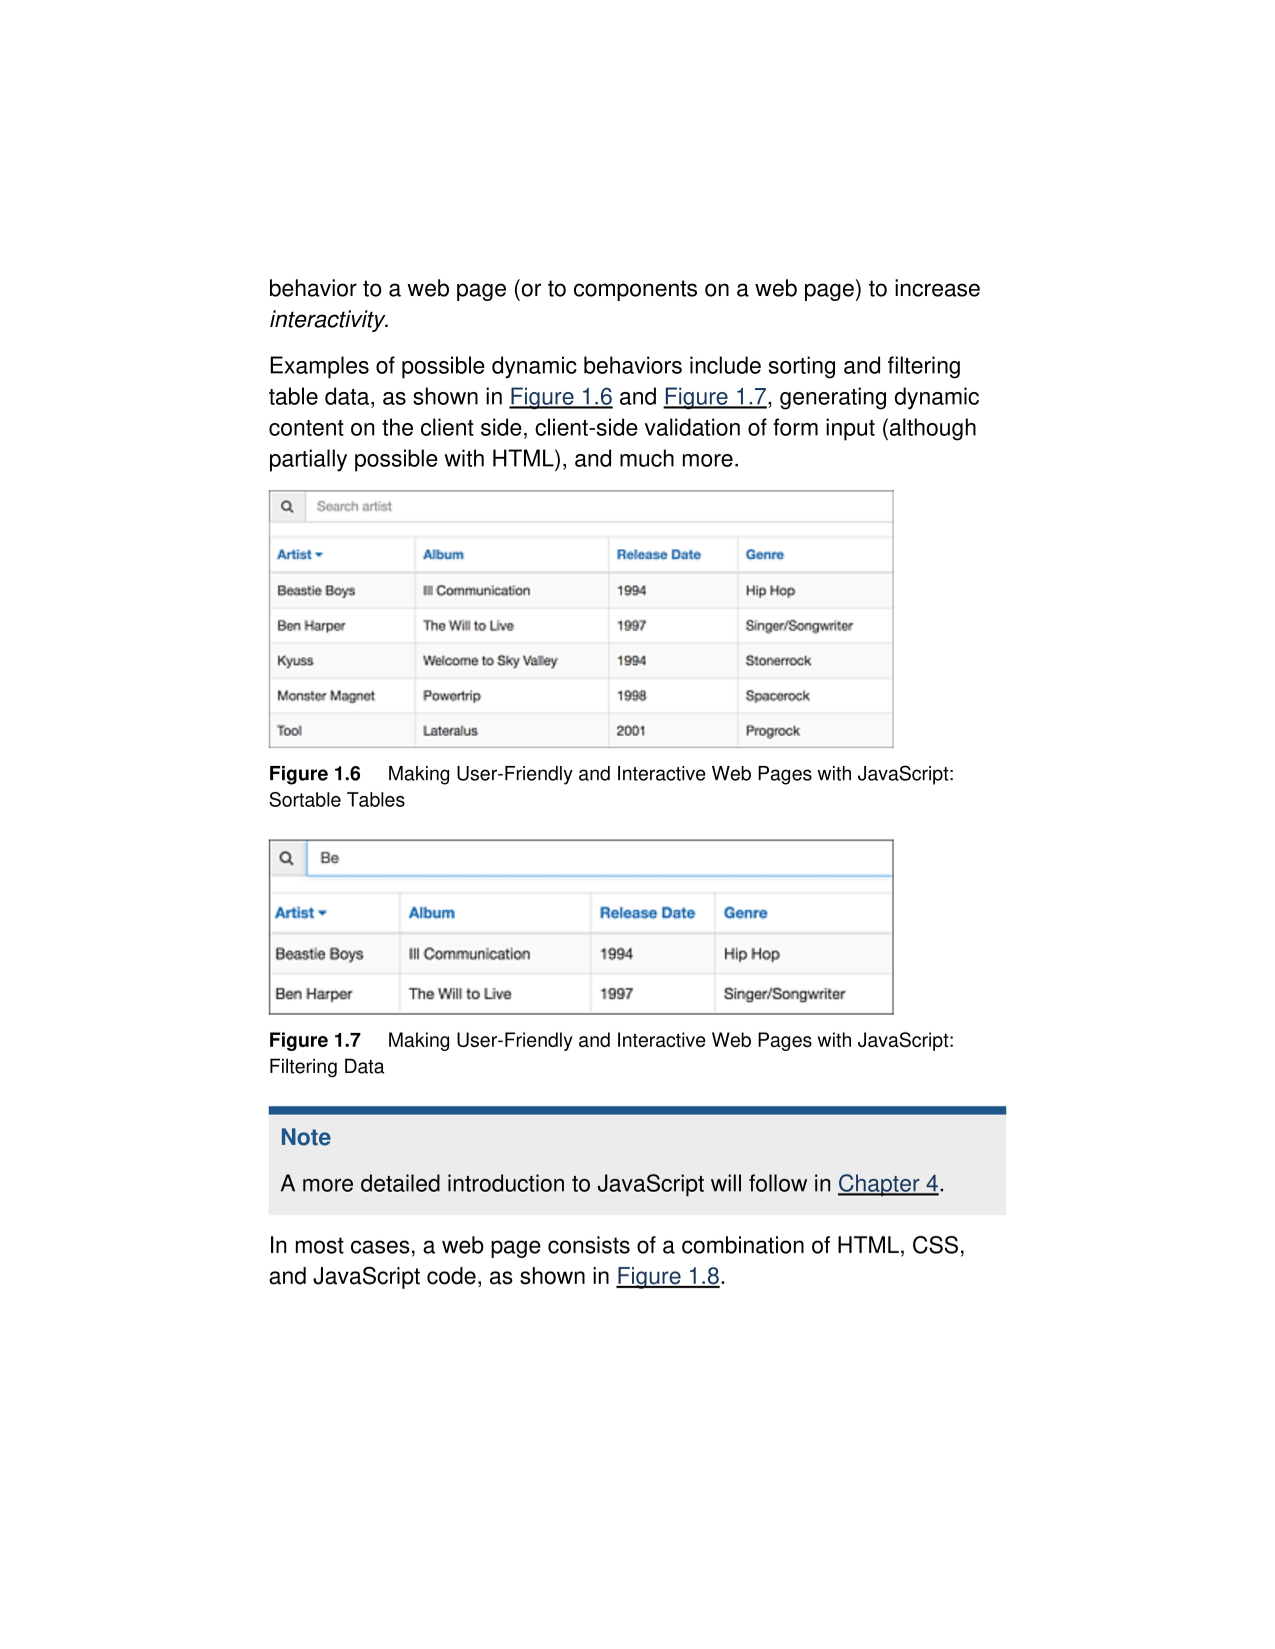 behavior to a web page (or to components on a web page) to increase
interactivity.
Examples of possible dynamic behaviors include sorting and filtering
table data, as shown in Figure 1.6 and Figure 1.7, generating dynamic
content on the client side, client-side validation of form input (although
partially possible with HTML), and much more.
Search artist
Artist Album Release Date Genre
Beastie Boys Ill Communication 1994 Hip Hop
Ben Harper The Will to Live 1997 Singer/Songwriter
Kyuss Welcome to Sky Valley 1994 Stonerrock
Monster Magnet Powertrip 1998 Spacerock
Tool Lateralus 2001 Progrock
Figure 1.6 Making User-Friendly and Interactive Web Pages with JavaScript:
Sortable Tables
Be
Artist Album Release Date Genre
Beastie Boys Ill Communication 1994 Hip Hop
Ben Harper The Will to Live 1997 Singer/Songwriter
Figure 1.7 Making User-Friendly and Interactive Web Pages with JavaScript:
Filtering Data
Note
A more detailed introduction to JavaScript will follow in Chapter 4.
In most cases, a web page consists of a combination of HTML, CSS,
and JavaScript code, as shown in Figure 1.8.